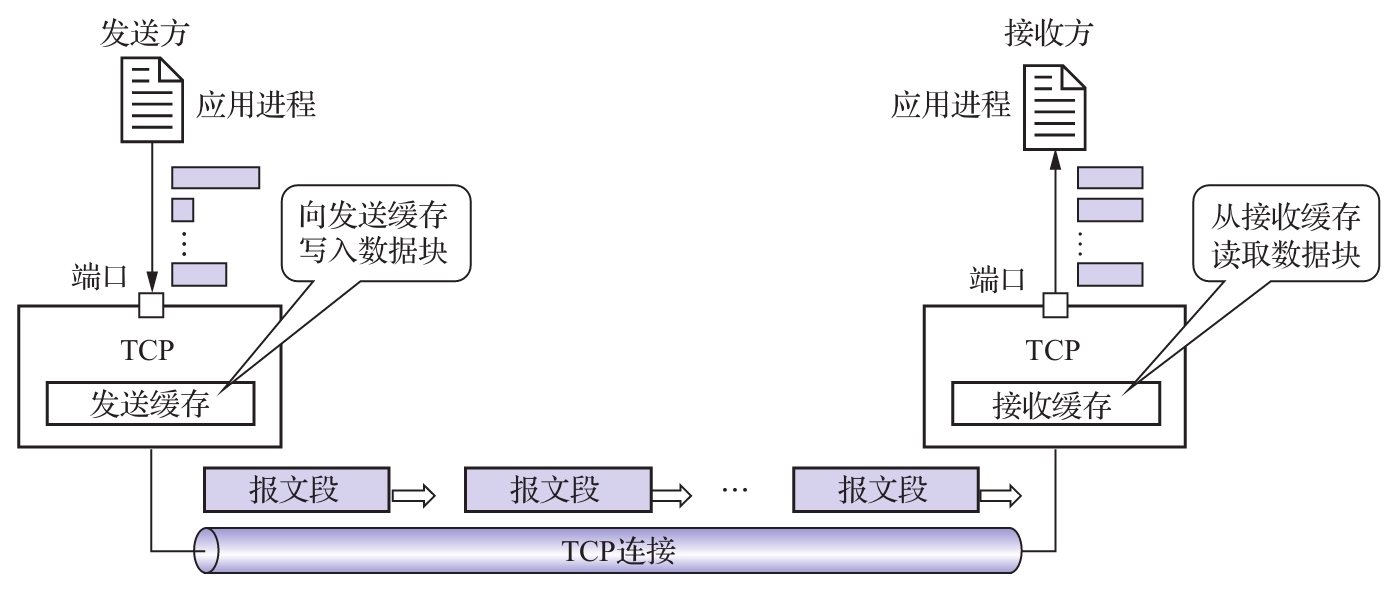 发送方
接收方
应用进程
应用进程
向发送缓存
写入数据块
从接收缓存
读取数据块
端口
端口
TCP
TCP
发送缓存
接收缓存
报文段
报文段
…
报文段
TCP连接